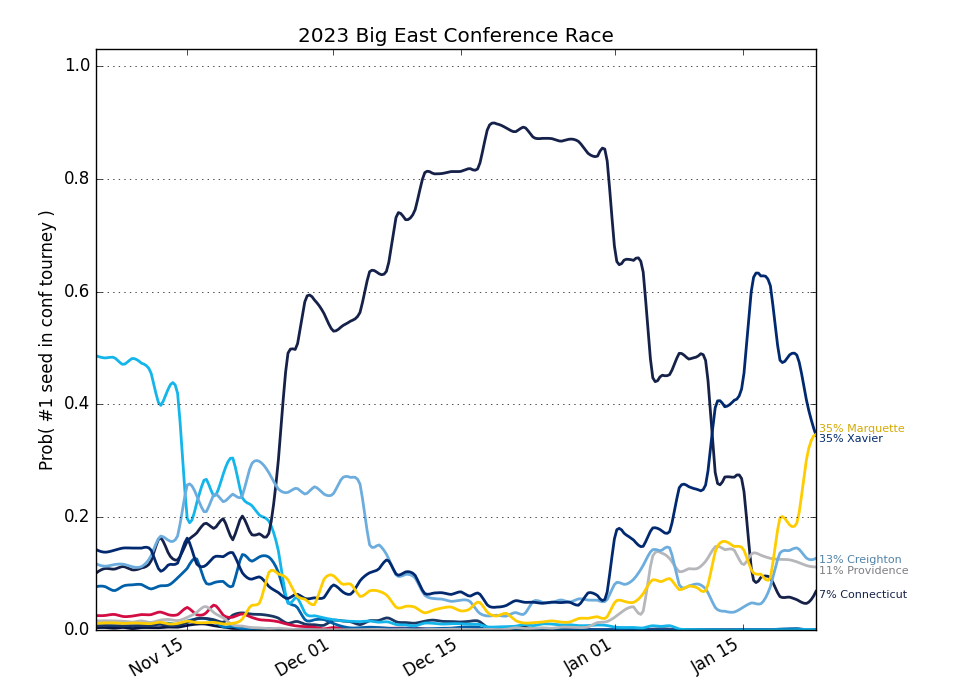 2023 Big East Conference Race
Prob( #1 seed in conf tourney )
1.0
0.8
0.6
0.4
0.2
0.0
Nov 15
Dec 01
Dec 15
Jan 01
Jan 15
35% Marquette
35% Xavier
13% Creighton
11% Providence
7% Connecticut